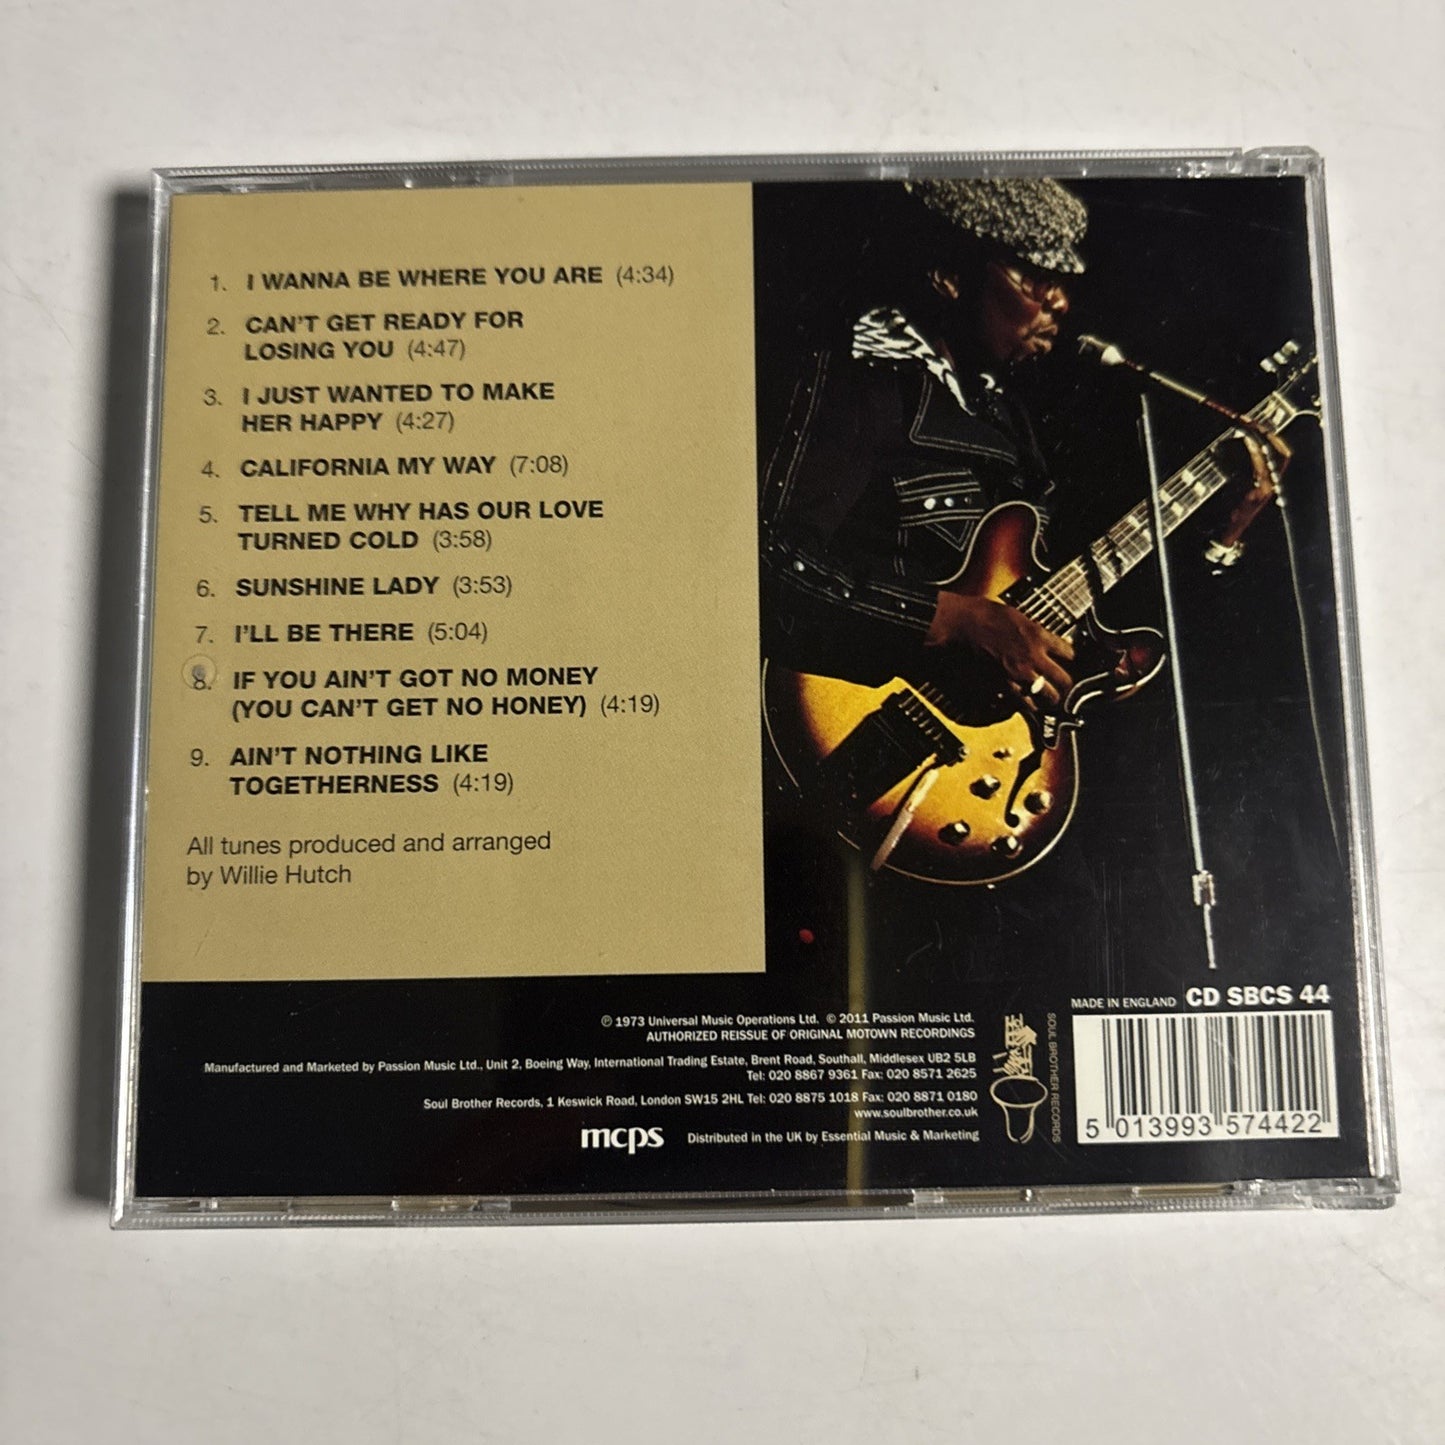 1. I WANNA BE WHERE YOU ARE (4:34)
2. CAN'T GET READY FOR
LOSING YOU (4:47)
3. I JUST WANTED TO MAKE
HER HAPPY (4:27)
4. CALIFORNIA MY WAY (7:08)
5. TELL ME WHY HAS OUR LOVE
TURNED COLD (3:58)
6. SUNSHINE LADY (3:53)
7. I'LL BE THERE (5:04)
8. IF YOU AIN'T GOT NO MONEY
(YOU CAN'T GET NO HONEY) (4:19)
9. AIN'T NOTHING LIKE
TOGETHERNESS (4:19)
All tunes produced and arranged
by Willie Hutch
℗ 1973 Universal Music Operations Ltd. © 2011 Passion Music Ltd.
AUTHORIZED REISSUE OF ORIGINAL MOTOWN RECORDINGS
Manufactured and Marketed by Passion Music Ltd., Unit 2, Boeing Way, International Trading Estate, Brent Road, Southall, Middlesex UB2 5LB
Tel: 020 8867 9361 Fax: 020 8571 2625
Soul Brother Records, 1 Keswick Road, London SW15 2HL Tel: 020 8875 1018 Fax: 020 8871 0180
www.soulbrother.co.uk
mcps Distributed in the UK by Essential Music & Marketing
SOUL BROTHER RECORDS
MADE IN ENGLAND CD SBCS 44
5 013993 574422